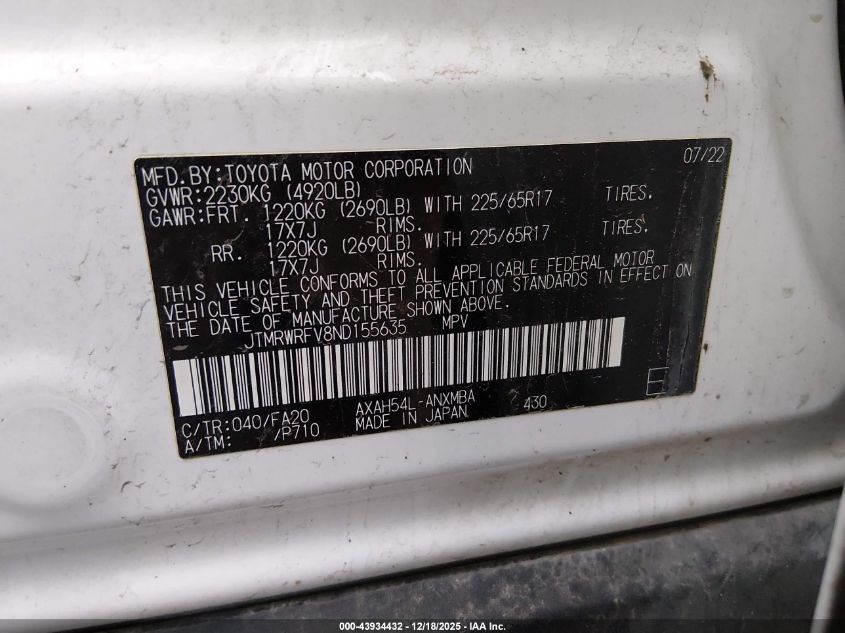 MFD. BY: TOYOTA MOTOR CORPORATION 07/22
GVWR: 2230KG (4920LB)
GAWR: FRT. 1220KG (2690LB) WITH 225/65R17 TIRES.
17X7J RIMS.
RR. 1220KG (2690LB) WITH 225/65R17 TIRES.
17X7J RIMS.
THIS VEHICLE CONFORMS TO ALL APPLICABLE FEDERAL MOTOR
VEHICLE SAFETY AND THEFT PREVENTION STANDARDS IN EFFECT ON
THE DATE OF MANUFACTURE SHOWN ABOVE.
JTMRWRFV8ND155635 MPV
C/TR: 040/FA20 AXAH54L-ANXMBA 430
A/TM: /P710 MADE IN JAPAN
000-43934432 - 12/18/2025 - IAA Inc.